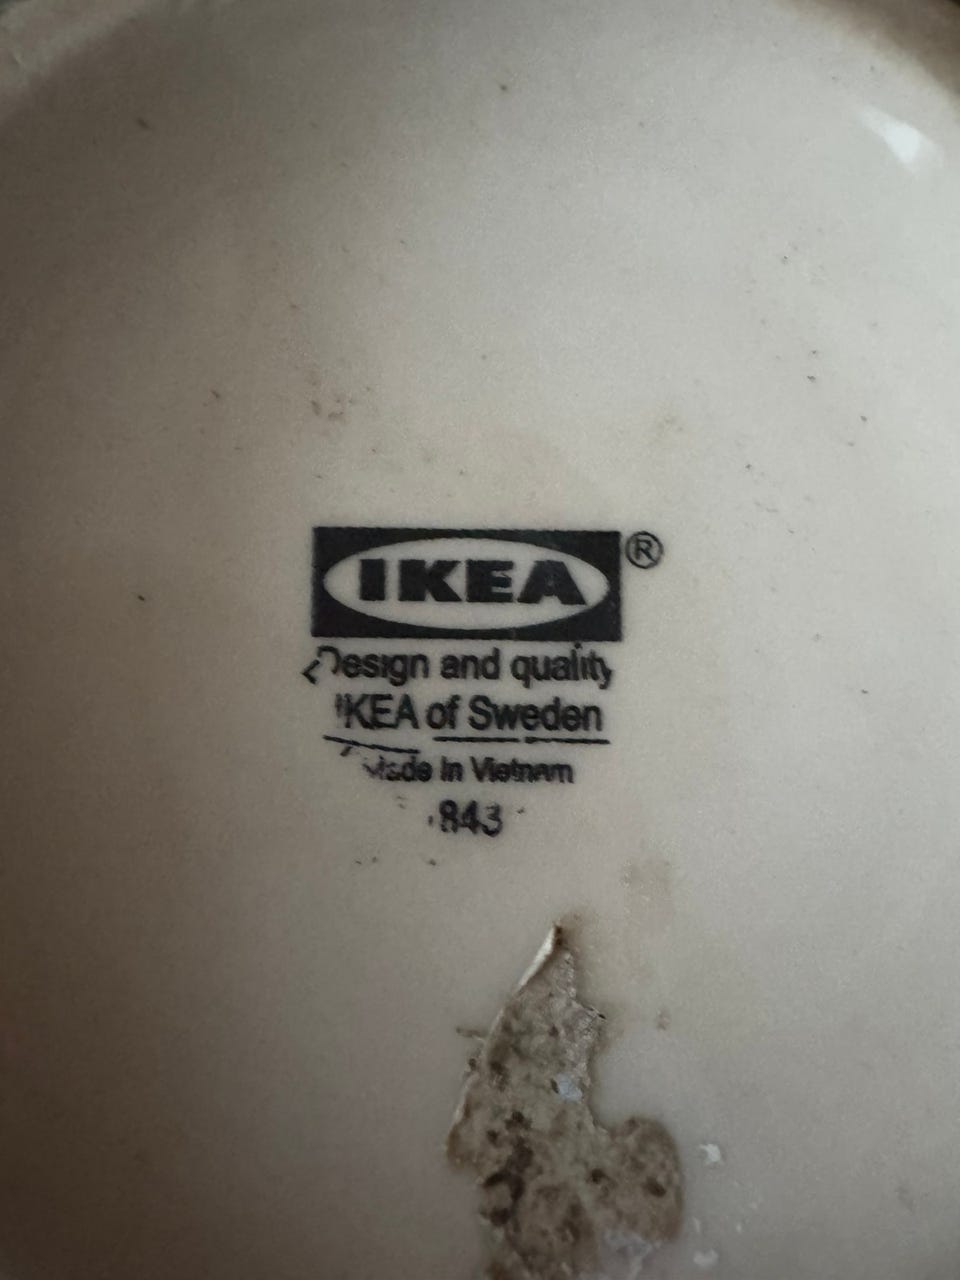 IKEA®
Design and quality
IKEA of Sweden
Made in Vietnam
843